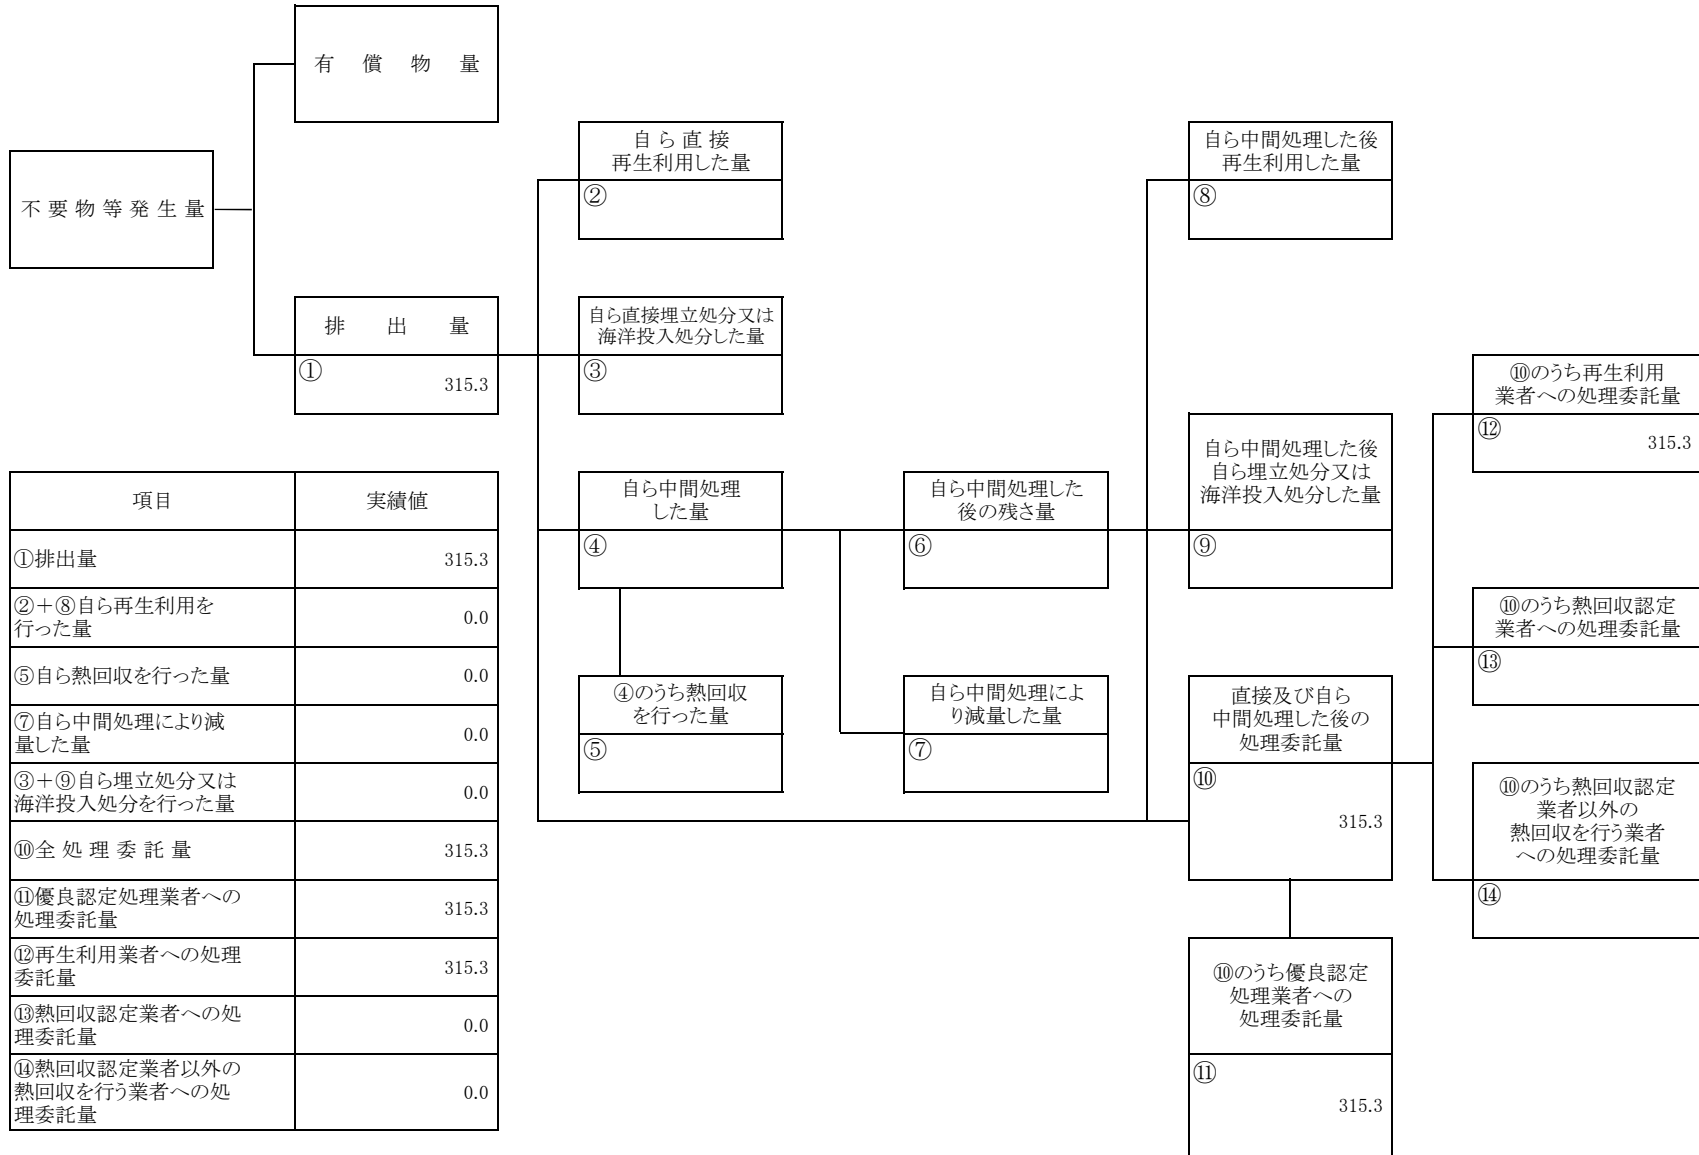 有償物量
不要物等発生量
排出量
①
315.3
自ら直接
再生利用した量
②
自ら直接埋立処分又は
海洋投入処分した量
③
自ら中間処理
した量
④
④のうち熱回収
を行った量
⑤
自ら中間処理した
後の残さ量
⑥
自ら中間処理によ
り減量した量
⑦
自ら中間処理した後
再生利用した量
⑧
自ら中間処理した後
自ら埋立処分又は
海洋投入処分した量
⑨
直接及び自ら
中間処理した後の
処理委託量
⑩
315.3
⑩のうち優良認定
処理業者への
処理委託量
⑪
315.3
⑩のうち再生利用
業者への処理委託量
⑫
315.3
⑩のうち熱回収認定
業者への処理委託量
⑬
⑩のうち熱回収認定
業者以外の
熱回収を行う業者
への処理委託量
⑭
項目 実績値
①排出量 315.3
②+⑧自ら再生利用を
行った量 0.0
⑤自ら熱回収を行った量 0.0
⑦自ら中間処理により減
量した量 0.0
③+⑨自ら埋立処分又は
海洋投入処分を行った量 0.0
⑩全処理委託量 315.3
⑪優良認定処理業者への
処理委託量 315.3
⑫再生利用業者への処理
委託量 315.3
⑬熱回収認定業者への処
理委託量 0.0
⑭熱回収認定業者以外の
熱回収を行う業者への処
理委託量 0.0